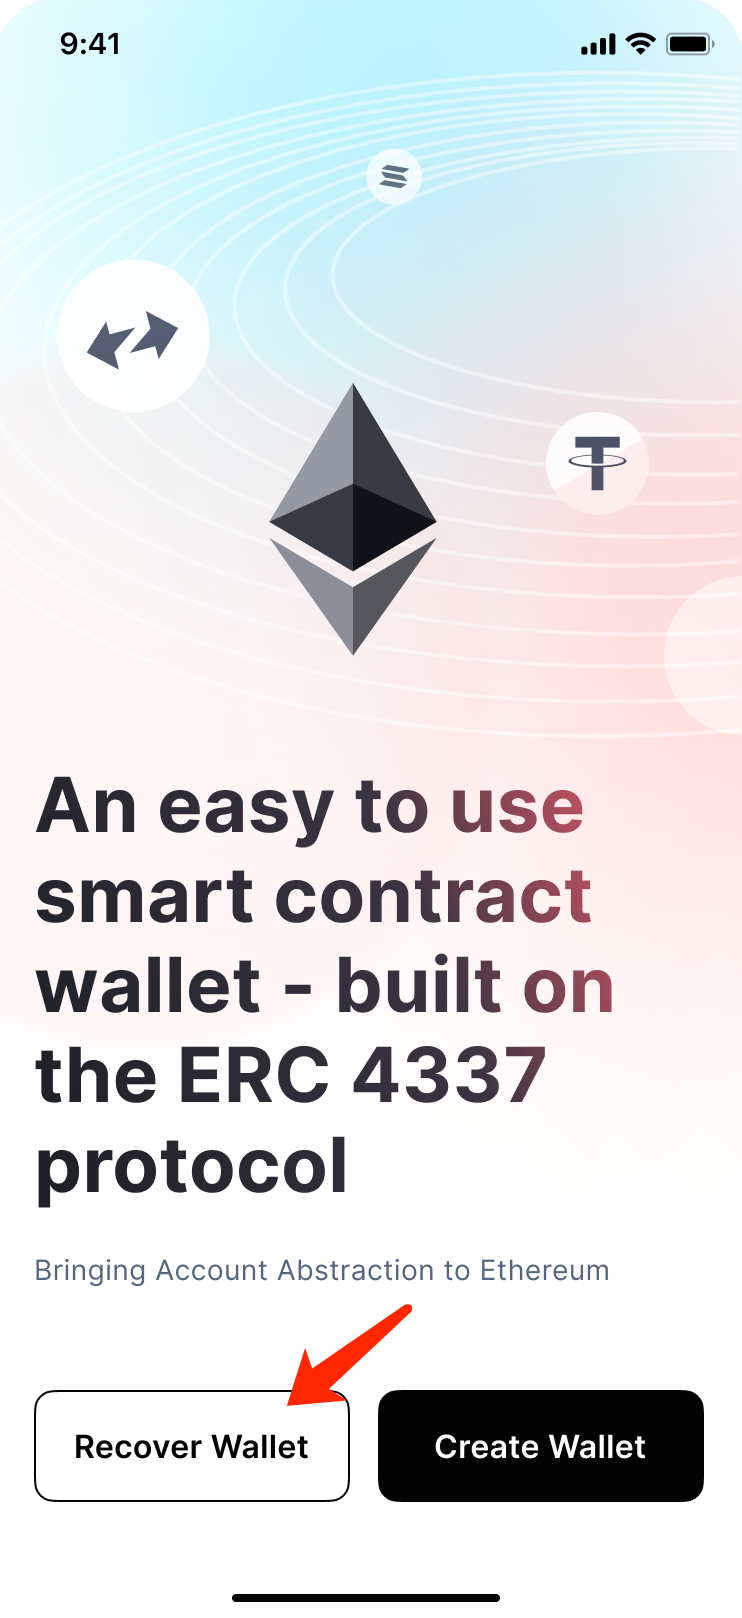 9:41
An easy to use
smart contract
wallet - built on
the ERC 4337
protocol
Bringing Account Abstraction to Ethereum
Recover Wallet
Create Wallet